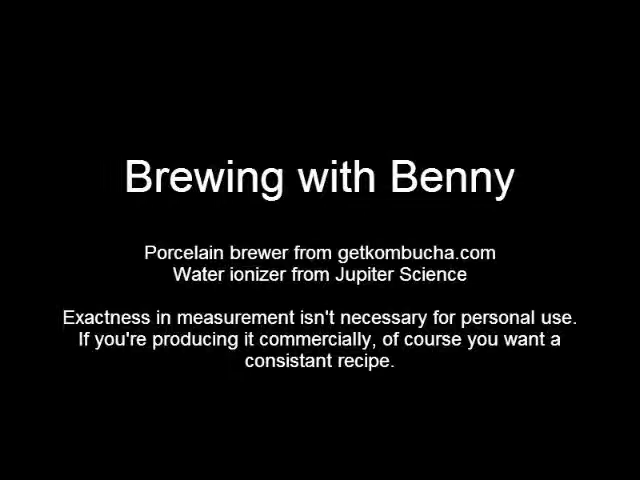 Brewing with Benny
Porcelain brewer from getkombucha.com
Water ionizer from Jupiter Science
Exactness in measurement isn't necessary for personal use.
If you're producing it commercially, of course you want a
consistant recipe.